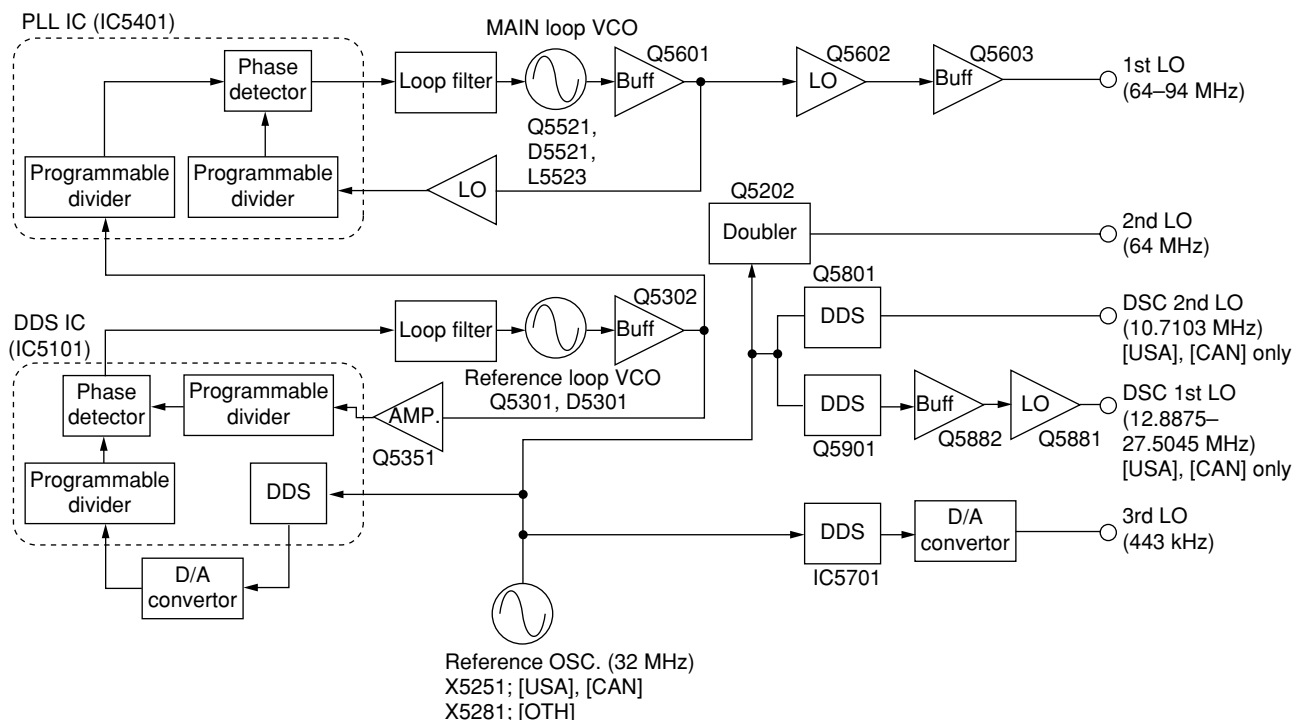 PLL IC (IC5401)
MAIN loop VCO
Phase
detector
Loop filter
Q5601
Buff
Q5602
LO
Q5603
Buff
1st LO
(64–94 MHz)
Q5521,
D5521,
L5523
Programmable
divider
Programmable
divider
LO
Q5202
Doubler
2nd LO
(64 MHz)
DDS IC
(IC5101)
Loop filter
Q5302
Buff
Reference loop VCO
Q5301, D5301
Q5801
DDS
DSC 2nd LO
(10.7103 MHz)
[USA], [CAN] only
Phase
detector
Programmable
divider
AMP.
Q5351
DDS
Q5901
Buff
Q5882
LO
Q5881
DSC 1st LO
(12.8875–
27.5045 MHz)
[USA], [CAN] only
Programmable
divider
DDS
D/A
convertor
DDS
IC5701
D/A
convertor
3rd LO
(443 kHz)
Reference OSC. (32 MHz)
X5251; [USA], [CAN]
X5281; [OTH]